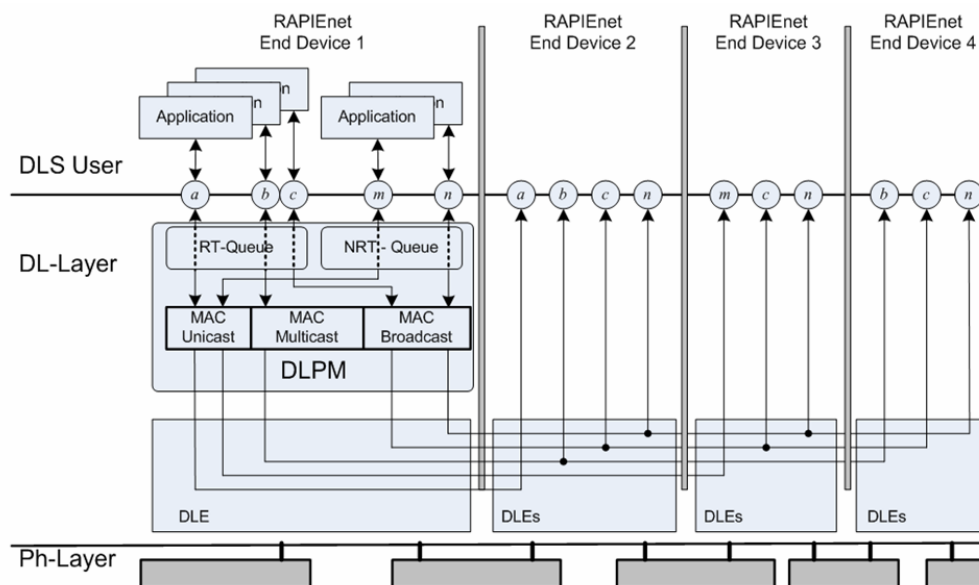 RAPIEnet
End Device 1
RAPIEnet
End Device 2
RAPIEnet
End Device 3
RAPIEnet
End Device 4
on
on
n
Application
Application
DLS User
a
b
c
m
n
a
b
c
n
m
c
n
b
c
n
RT-Queue
NRT - Queue
DL-Layer
MAC
Unicast
MAC
Multicast
MAC
Broadcast
DLPM
DLE
DLEs
DLEs
DLEs
Ph-Layer